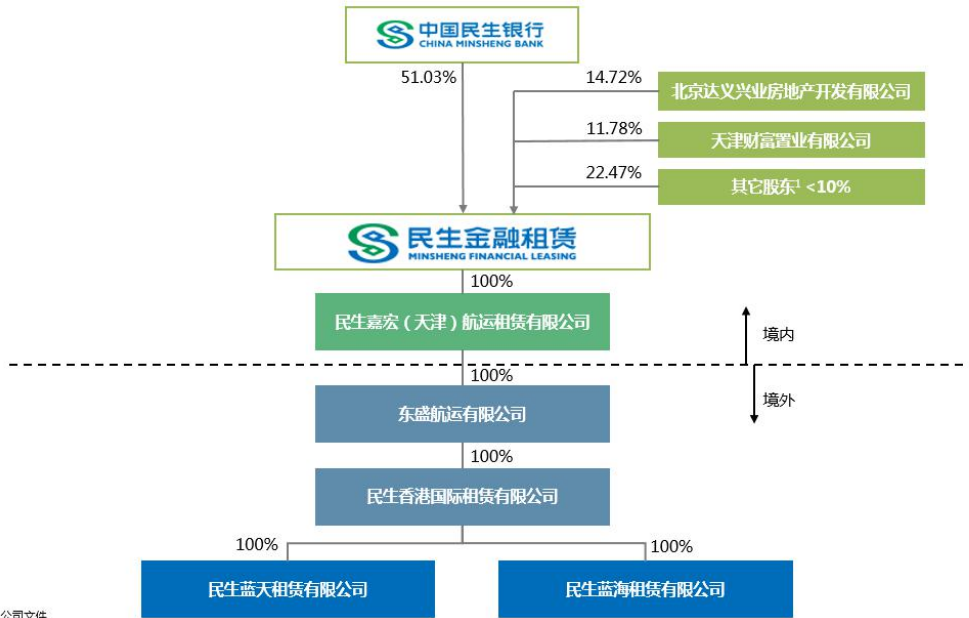 中国民生银行
CHINA MINSHENG BANK
51.03%
14.72%
北京达义兴业房地产开发有限公司
11.78%
天津财富置业有限公司
22.47%
其它股东¹ <10%
民生金融租赁
MINSHENG FINANCIAL LEASING
100%
民生嘉宏（天津）航运租赁有限公司
境内
100%
境外
东盛航运有限公司
100%
民生香港国际租赁有限公司
100%
100%
民生蓝天租赁有限公司
民生蓝海租赁有限公司
公司文件